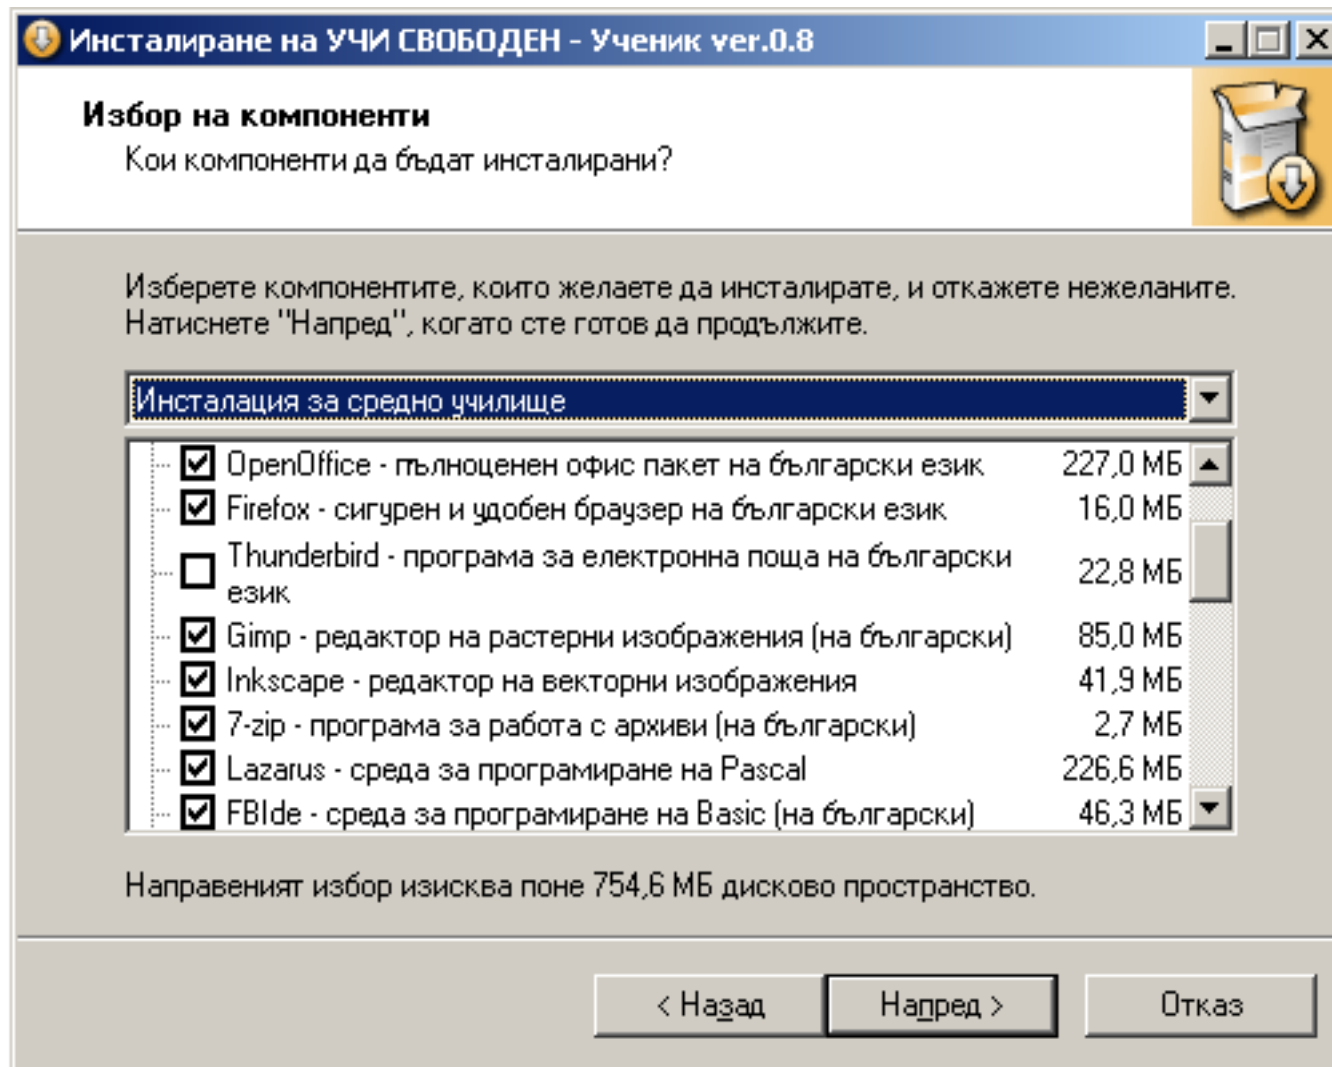 Инсталиране на УЧИ СВОБОДЕН - Ученик ver.0.8
Избор на компоненти
Кои компоненти да бъдат инсталирани?
Изберете компонентите, които желаете да инсталирате, и откажете нежеланите.
Натиснете "Напред", когато сте готов да продължите.
Инсталация за средно училище
OpenOffice - пълноценен офис пакет на български език 227,0 МБ
Firefox - сигурен и удобен браузер на български език 16,0 МБ
Thunderbird - програма за електронна поща на български
език 22,8 МБ
Gimp - редактор на растерни изображения (на български) 85,0 МБ
Inkscape - редактор на векторни изображения 41,9 МБ
7-zip - програма за работа с архиви (на български) 2,7 МБ
Lazarus - среда за програмиране на Pascal 226,6 МБ
FBIde - среда за програмиране на Basic (на български) 46,3 МБ
Направеният избор изисква поне 754,6 МБ дисково пространство.
< Назад Напред > Отказ